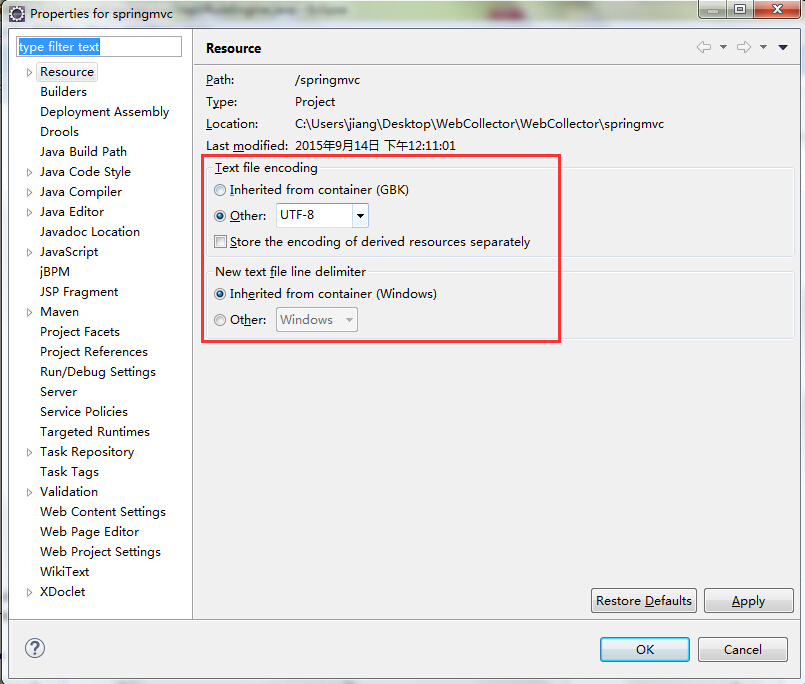 Properties for springmvc
type filter text
Resource
Builders
Deployment Assembly
Drools
Java Build Path
Java Code Style
Java Compiler
Java Editor
Javadoc Location
JavaScript
jBPM
JSP Fragment
Maven
Project Facets
Project References
Run/Debug Settings
Server
Service Policies
Targeted Runtimes
Task Repository
Task Tags
Validation
Web Content Settings
Web Page Editor
Web Project Settings
WikiText
XDoclet
Resource
Path: /springmvc
Type: Project
Location: C:\Users\jiang\Desktop\WebCollector\WebCollector\springmvc
Last modified: 2015年9月14日 下午12:11:01
Text file encoding
Inherited from container (GBK)
Other: UTF-8
Store the encoding of derived resources separately
New text file line delimiter
Inherited from container (Windows)
Other: Windows
Restore Defaults Apply
? OK Cancel